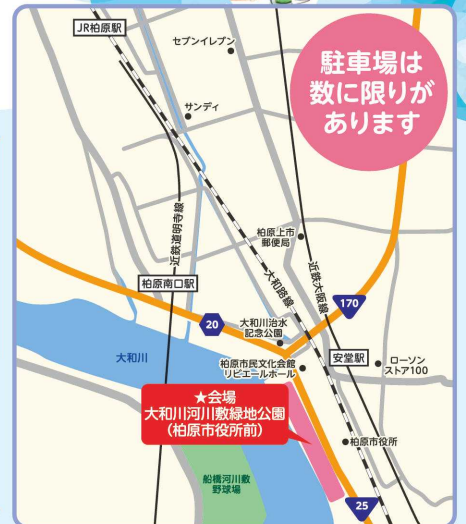 JR柏原駅
セブンイレブン
駐車場は
数に限りが
あります
サンディ
近鉄道明寺線
柏原上市
郵便局
大和路線
近鉄大阪線
柏原南口駅
170
20
大和川治水
記念公園
大和川
柏原市民文化会館
リビエールホール
安堂駅
ローソン
ストア100
★会場
大和川河川敷緑地公園
(柏原市役所前)
柏原市役所
船橋河川敷
野球場
25